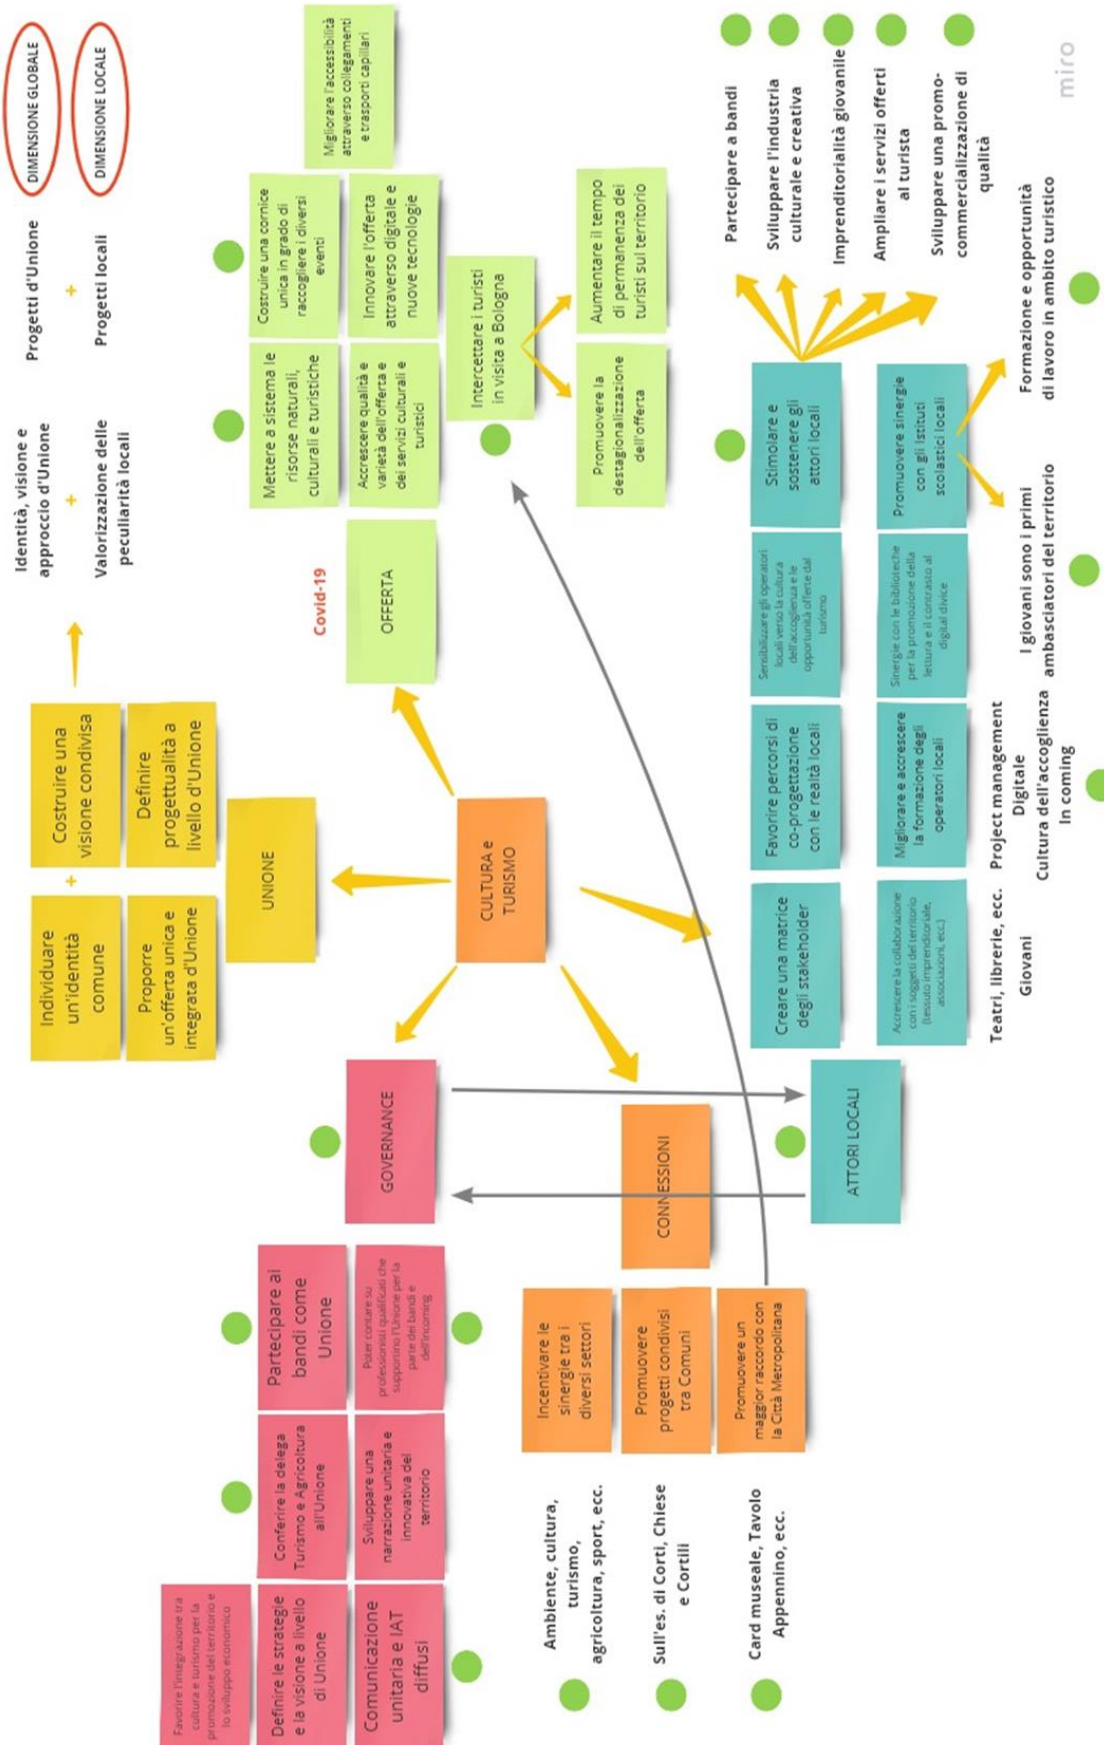 Favorire l'integrazione tra
cultura e turismo per la
promozione del territorio e
lo sviluppo economico
Definire le strategie
e la visione a livello
di Unione
Conferire la delega
Turismo e Agricoltura
all'Unione
Partecipare ai
bandi come
Unione
Comunicazione
unitaria e IAT
diffusi
Sviluppare una
narrazione unitaria e
innovativa del
territorio
Poter contare su
professionisti qualificati che
supportino l'Unione per la
parte dei bandi e
dell'incoming
GOVERNANCE
Individuare
un'identità
comune
+
Costruire una
visione condivisa
Proporre
un'offerta unica e
integrata d'Unione
Definire
progettualità a
livello d'Unione
UNIONE
Identità, visione e
approccio d'Unione
+
Valorizzazione delle
peculiarità locali
Progetti d'Unione
+
Progetti locali
DIMENSIONE GLOBALE
DIMENSIONE LOCALE
CULTURA e
TURISMO
Covid-19
OFFERTA
Mettere a sistema le
risorse naturali,
culturali e turistiche
Costruire una cornice
unica in grado di
raccogliere i diversi
eventi
Migliorare l'accessibilità
attraverso collegamenti
e trasporti capillari
Accrescere qualità e
varietà dell'offerta e
dei servizi culturali e
turistici
Innovare l'offerta
attraverso digitale e
nuove tecnologie
Intercettare i turisti
in visita a Bologna
Promuovere la
destagionalizzazione
dell'offerta
Aumentare il tempo
di permanenza dei
turisti sul territorio
Ambiente, cultura,
turismo,
agricoltura, sport, ecc.
Incentivare le
sinergie tra i
diversi settori
Sull'es. di Corti, Chiese
e Cortili
Promuovere
progetti condivisi
tra Comuni
Card museale, Tavolo
Appennino, ecc.
Promuovere un
maggior raccordo con
la Città Metropolitana
CONNESSIONI
ATTORI LOCALI
Creare una matrice
degli stakeholder
Favorire percorsi di
co-progettazione
con le realtà locali
Sensibilizzare gli operatori
locali verso la cultura
dell'accoglienza e le
opportunità offerte dal
turismo
Stimolare e
sostenere gli
attori locali
Accrescere la collaborazione
con i soggetti del territorio
(tessuto imprenditoriale,
associazioni, ecc.)
Migliorare e accrescere
la formazione degli
operatori locali
Sinergie con le biblioteche
per la promozione della
lettura e il contrasto al
digital divice
Promuovere sinergie
con gli Istituti
scolastici locali
Teatri, librerie, ecc.
Giovani
Project management
Digitale
Cultura dell'accoglienza
In coming
I giovani sono i primi
ambasciatori del territorio
Formazione e opportunità
di lavoro in ambito turistico
Partecipare a bandi
Sviluppare l'industria
culturale e creativa
Imprenditorialità giovanile
Ampliare i servizi offerti
al turista
Sviluppare una promo-
commercializzazione di
qualità
miro